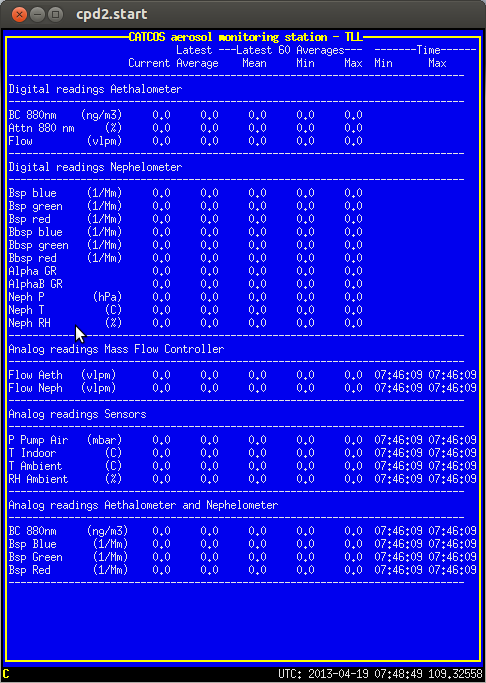 cpd2.start
CATCOS aerosol monitoring station - TLL
Latest ---Latest 60 Averages--- -------Time------
Current Average Mean Min Max Min Max
Digital readings Aethalometer
BC 880nm (ng/m3) 0.0 0.0 0.0 0.0 0.0
Attn 880 nm (%) 0.0 0.0 0.0 0.0 0.0
Flow (vlpm) 0.0 0.0 0.0 0.0 0.0
Digital readings Nephelometer
Bsp blue (1/Mm) 0.0 0.0 0.0 0.0 0.0
Bsp green (1/Mm) 0.0 0.0 0.0 0.0 0.0
Bsp red (1/Mm) 0.0 0.0 0.0 0.0 0.0
Bbsp blue (1/Mm) 0.0 0.0 0.0 0.0 0.0
Bbsp green (1/Mm) 0.0 0.0 0.0 0.0 0.0
Bbsp red (1/Mm) 0.0 0.0 0.0 0.0 0.0
Alpha GR 0.0 0.0 0.0 0.0 0.0
AlphaB GR 0.0 0.0 0.0 0.0 0.0
Neph P (hPa) 0.0 0.0 0.0 0.0 0.0
Neph T (C) 0.0 0.0 0.0 0.0 0.0
Neph RH (%) 0.0 0.0 0.0 0.0 0.0
Analog readings Mass Flow Controller
Flow Aeth (vlpm) 0.0 0.0 0.0 0.0 0.0 07:46:09 07:46:09
Flow Neph (vlpm) 0.0 0.0 0.0 0.0 0.0 07:46:09 07:46:09
Analog readings Sensors
P Pump Air (mbar) 0.0 0.0 0.0 0.0 0.0 07:46:09 07:46:09
T Indoor (C) 0.0 0.0 0.0 0.0 0.0 07:46:09 07:46:09
T Ambient (C) 0.0 0.0 0.0 0.0 0.0 07:46:09 07:46:09
RH Ambient (%) 0.0 0.0 0.0 0.0 0.0 07:46:09 07:46:09
Analog readings Aethalometer and Nephelometer
BC 880nm (ng/m3) 0.0 0.0 0.0 0.0 0.0 07:46:09 07:46:09
Bsp Blue (1/Mm) 0.0 0.0 0.0 0.0 0.0 07:46:09 07:46:09
Bsp Green (1/Mm) 0.0 0.0 0.0 0.0 0.0 07:46:09 07:46:09
Bsp Red (1/Mm) 0.0 0.0 0.0 0.0 0.0 07:46:09 07:46:09
C UTC: 2013-04-19 07:48:49 109.32558